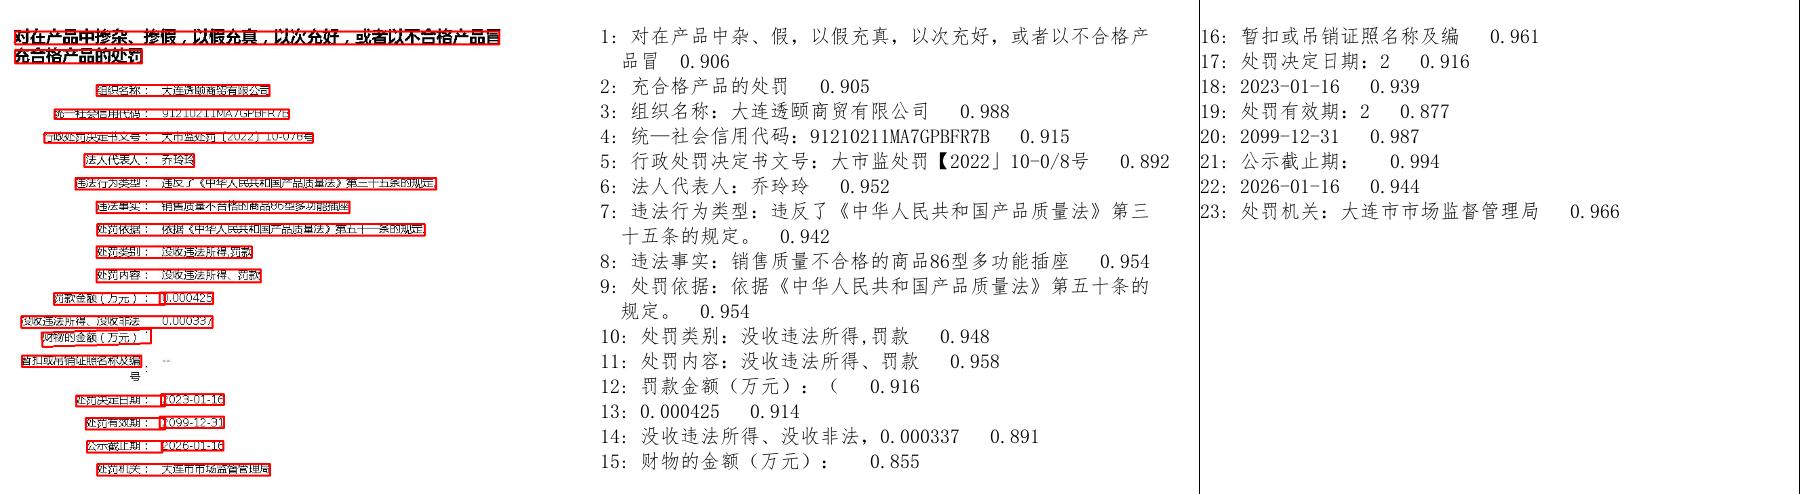 对在产品中掺杂、掺假，以假充真，以次充好，或者以不合格产品冒
充合格产品的处罚
组织名称： 大连透颐商贸有限公司
统一社会信用代码： 91210211MA7GPBFR7B
行政处罚决定书文号： 大市监处罚〔2022〕10-078号
法人代表人： 乔玲玲
违法行为类型： 违反了《中华人民共和国产品质量法》第三十五条的规定。
违法事实： 销售质量不合格的商品86型多功能插座
处罚依据： 依据《中华人民共和国产品质量法》第五十一条的规定。
处罚类别： 没收违法所得,罚款
处罚内容： 没收违法所得、罚款
罚款金额（万元）： 0.000425
没收违法所得、没收非法 0.000337
财物的金额（万元）：
暂扣或吊销证照名称及编 --
号：
处罚决定日期： 2023-01-16
处罚有效期： 2099-12-31
公示截止期： 2026-01-16
处罚机关： 大连市市场监督管理局
1: 对在产品中杂、假，以假充真，以次充好，或者以不合格产
品冒 0.906
2: 充合格产品的处罚 0.905
3: 组织名称：大连透颐商贸有限公司 0.988
4: 统一社会信用代码：91210211MA7GPBFR7B 0.915
5: 行政处罚决定书文号：大市监处罚【2022」10-0/8号 0.892
6: 法人代表人：乔玲玲 0.952
7: 违法行为类型：违反了《中华人民共和国产品质量法》第三
十五条的规定。 0.942
8: 违法事实：销售质量不合格的商品86型多功能插座 0.954
9: 处罚依据：依据《中华人民共和国产品质量法》第五十条的
规定。 0.954
10: 处罚类别：没收违法所得,罚款 0.948
11: 处罚内容：没收违法所得、罚款 0.958
12: 罚款金额（万元）：（ 0.916
13: 0.000425 0.914
14: 没收违法所得、没收非法，0.000337 0.891
15: 财物的金额（万元）： 0.855
16: 暂扣或吊销证照名称及编 0.961
17: 处罚决定日期：2 0.916
18: 2023-01-16 0.939
19: 处罚有效期：2 0.877
20: 2099-12-31 0.987
21: 公示截止期： 0.994
22: 2026-01-16 0.944
23: 处罚机关：大连市市场监督管理局 0.966